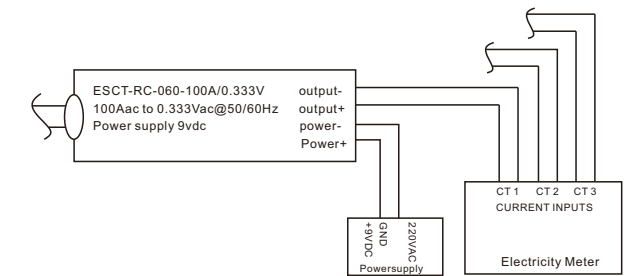 ESCT-RC-060-100A/0.333V output-
100Aac to 0.333Vac@50/60Hz output+
Power supply 9vdc power-
Power+
CT 1 CT 2 CT 3
CURRENT INPUTS
Electricity Meter
+9VDC
GND
220VAC
Powersupply